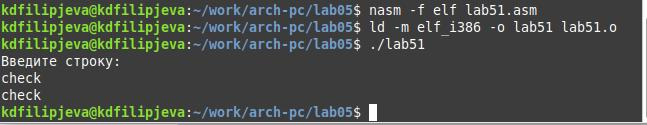 kdfilipjeva@kdfilipjeva:~/work/arch-pc/lab05$ nasm -f elf lab51.asm
kdfilipjeva@kdfilipjeva:~/work/arch-pc/lab05$ ld -m elf_i386 -o lab51 lab51.o
kdfilipjeva@kdfilipjeva:~/work/arch-pc/lab05$ ./lab51
Введите строку:
check
check
kdfilipjeva@kdfilipjeva:~/work/arch-pc/lab05$